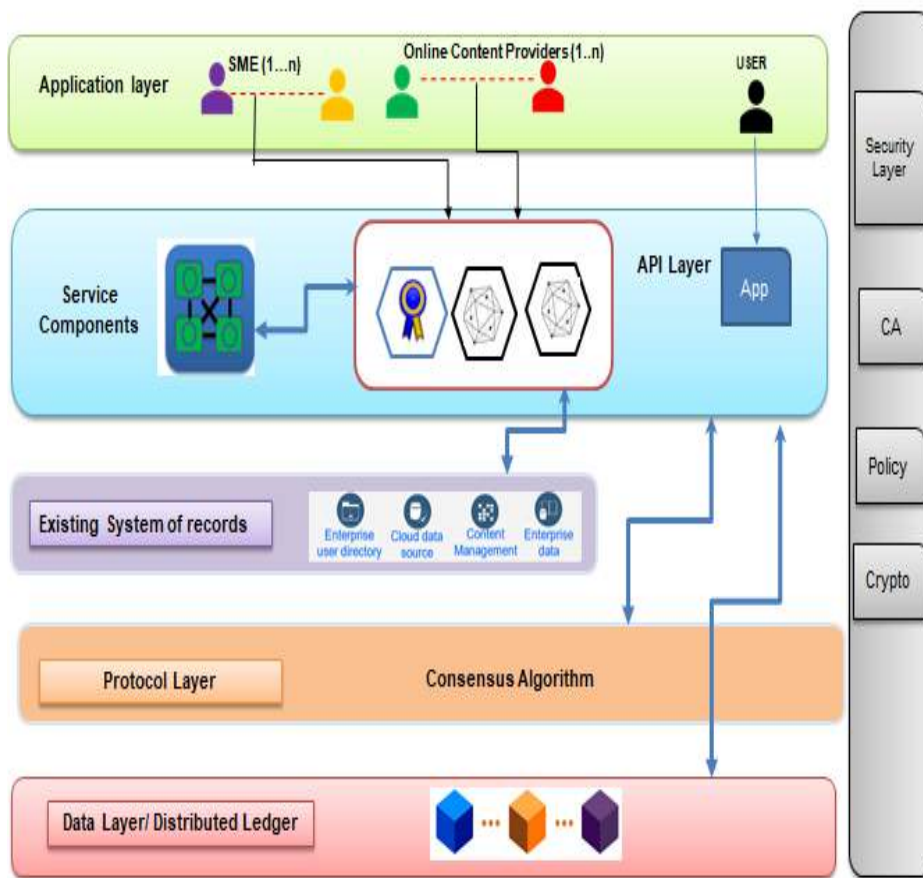 Application layer
SME (1...n)
Online Content Providers (1..n)
USER
Service
Components
API Layer
App
Existing System of records
Enterprise
user directory
Cloud data
source
Content
Management
Enterprise
data
Protocol Layer
Consensus Algorithm
Data Layer/ Distributed Ledger
Security
Layer
CA
Policy
Crypto